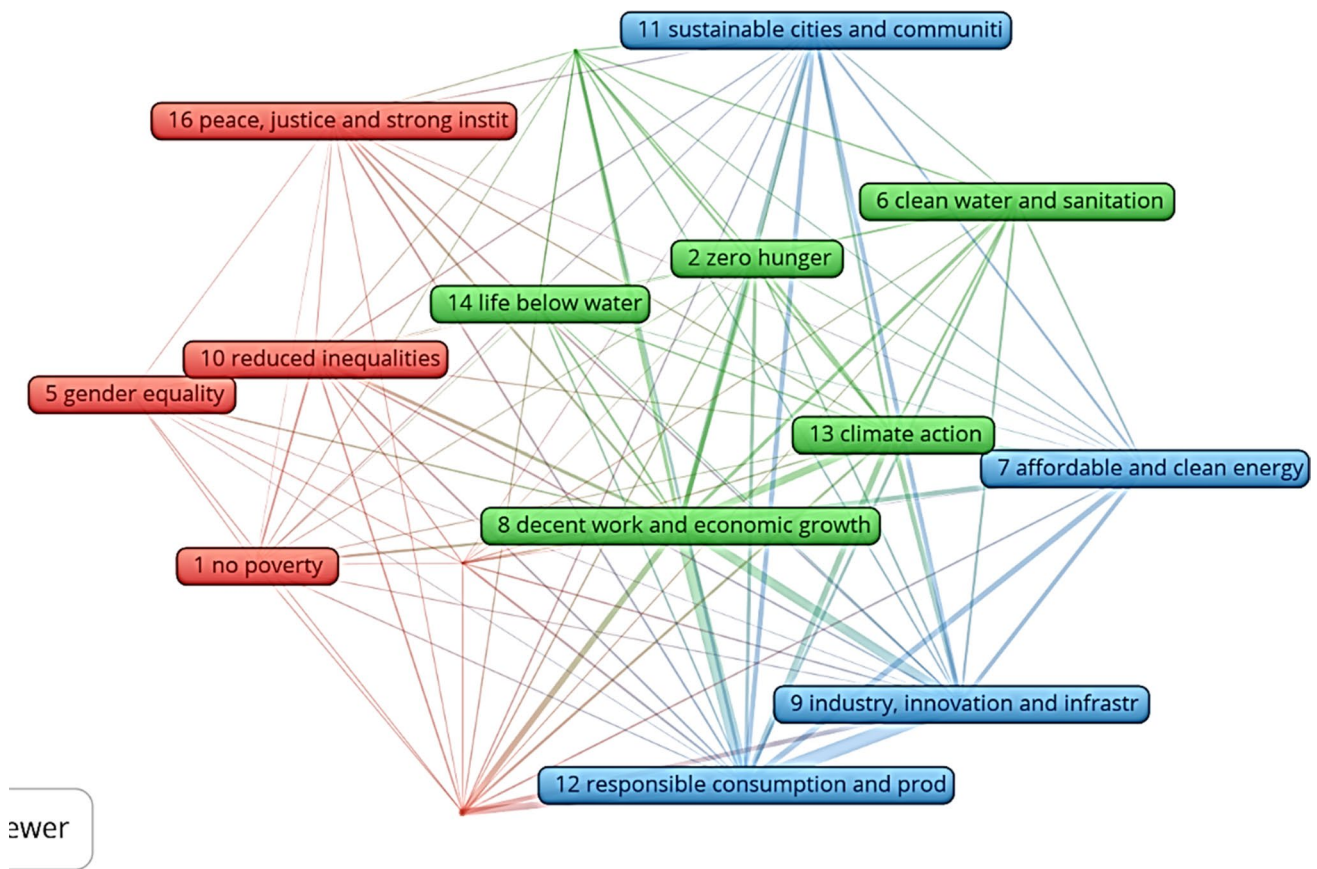 11 sustainable cities and communiti
16 peace, justice and strong instit
6 clean water and sanitation
2 zero hunger
14 life below water
10 reduced inequalities
5 gender equality
13 climate action
7 affordable and clean energy
8 decent work and economic growth
1 no poverty
9 industry, innovation and infrastr
12 responsible consumption and prod
ewer